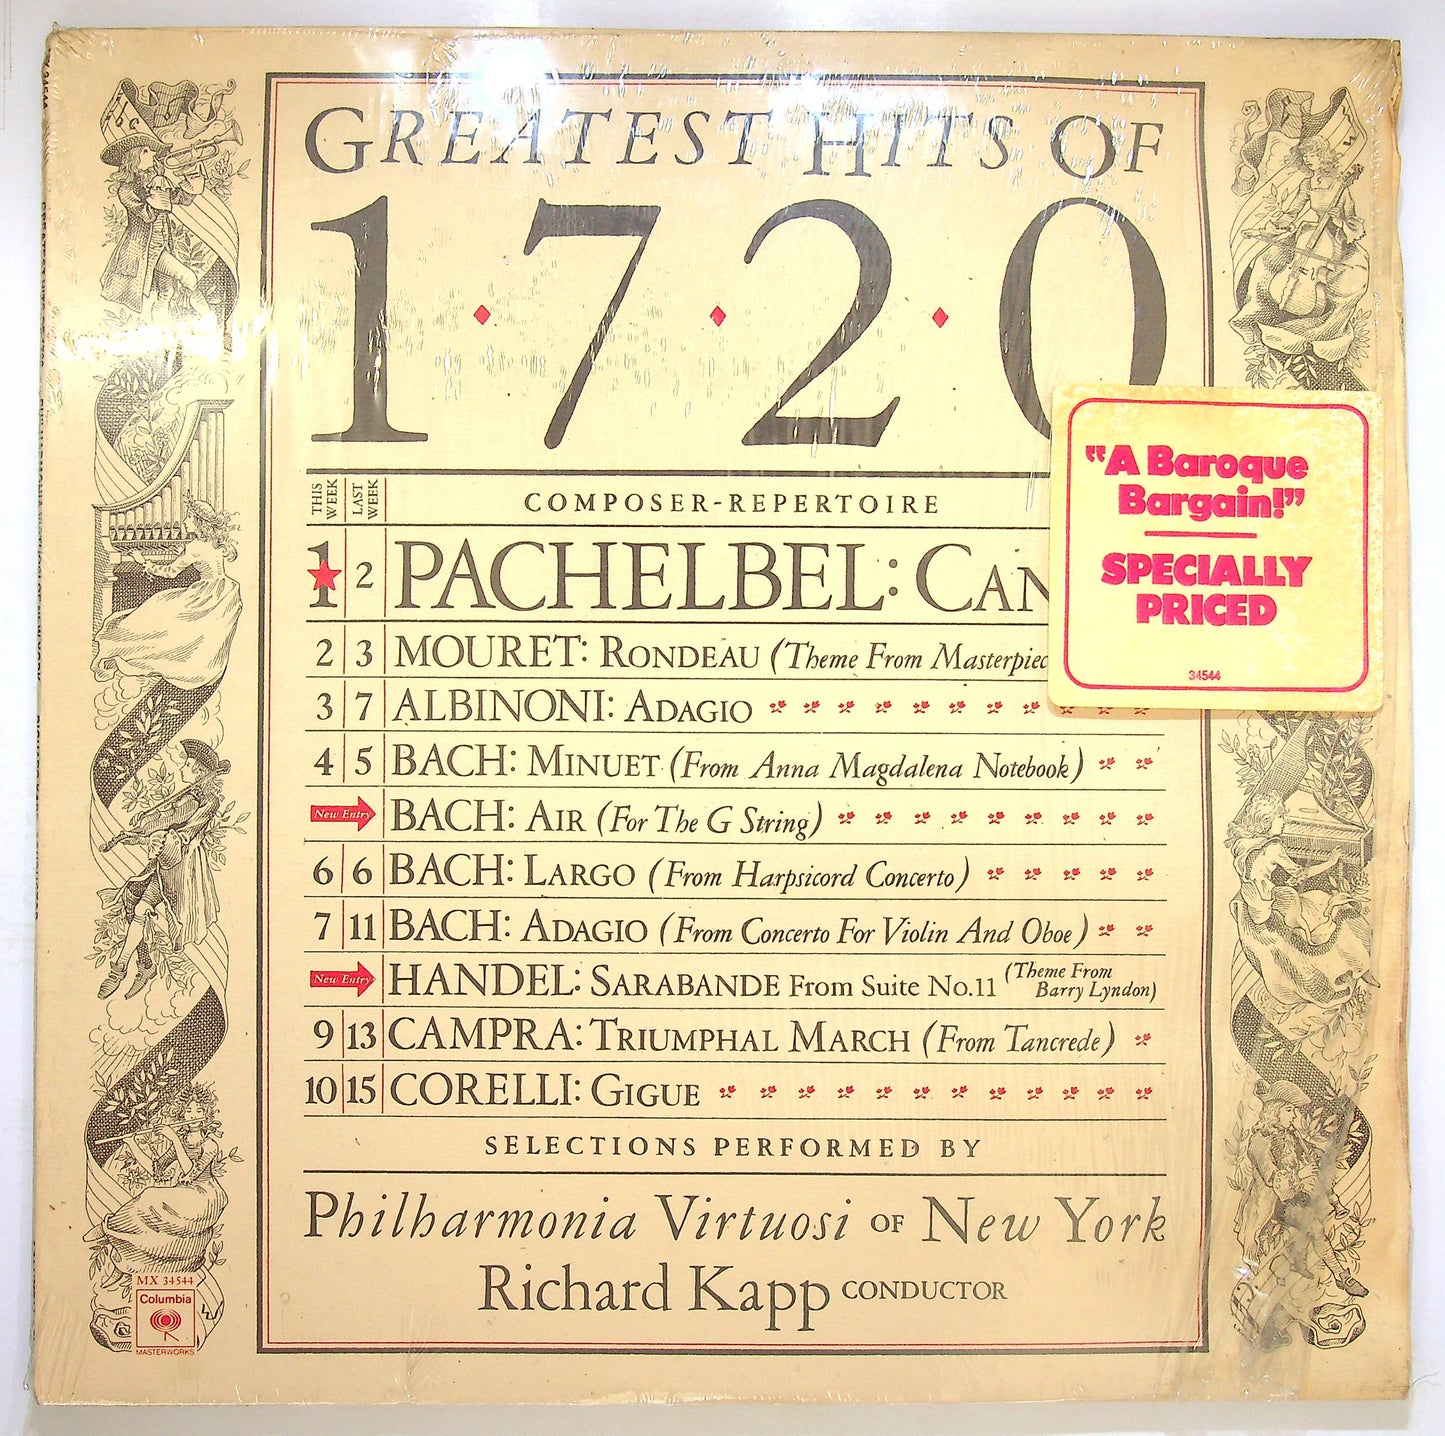 GREATEST HITS OF
1720
THIS WEEK LAST WEEK COMPOSER-REPERTOIRE
1 2 PACHELBEL: CAN
2 3 MOURET: RONDEAU (Theme From Masterpiec
3 7 ALBINONI: ADAGIO
4 5 BACH: MINUET (From Anna Magdalena Notebook)
New Entry BACH: AIR (For The G String)
6 6 BACH: LARGO (From Harpsicord Concerto)
7 11 BACH: ADAGIO (From Concerto For Violin And Oboe)
New Entry HANDEL: SARABANDE From Suite No.11 (Theme From Barry Lyndon)
9 13 CAMPRA: TRIUMPHAL MARCH (From Tancrede)
10 15 CORELLI: GIGUE
SELECTIONS PERFORMED BY
Philharmonia Virtuosi OF New York
Richard Kapp CONDUCTOR
"A Baroque
Bargain!"
SPECIALLY
PRICED
34544
MX 34544
Columbia
MASTERWORKS